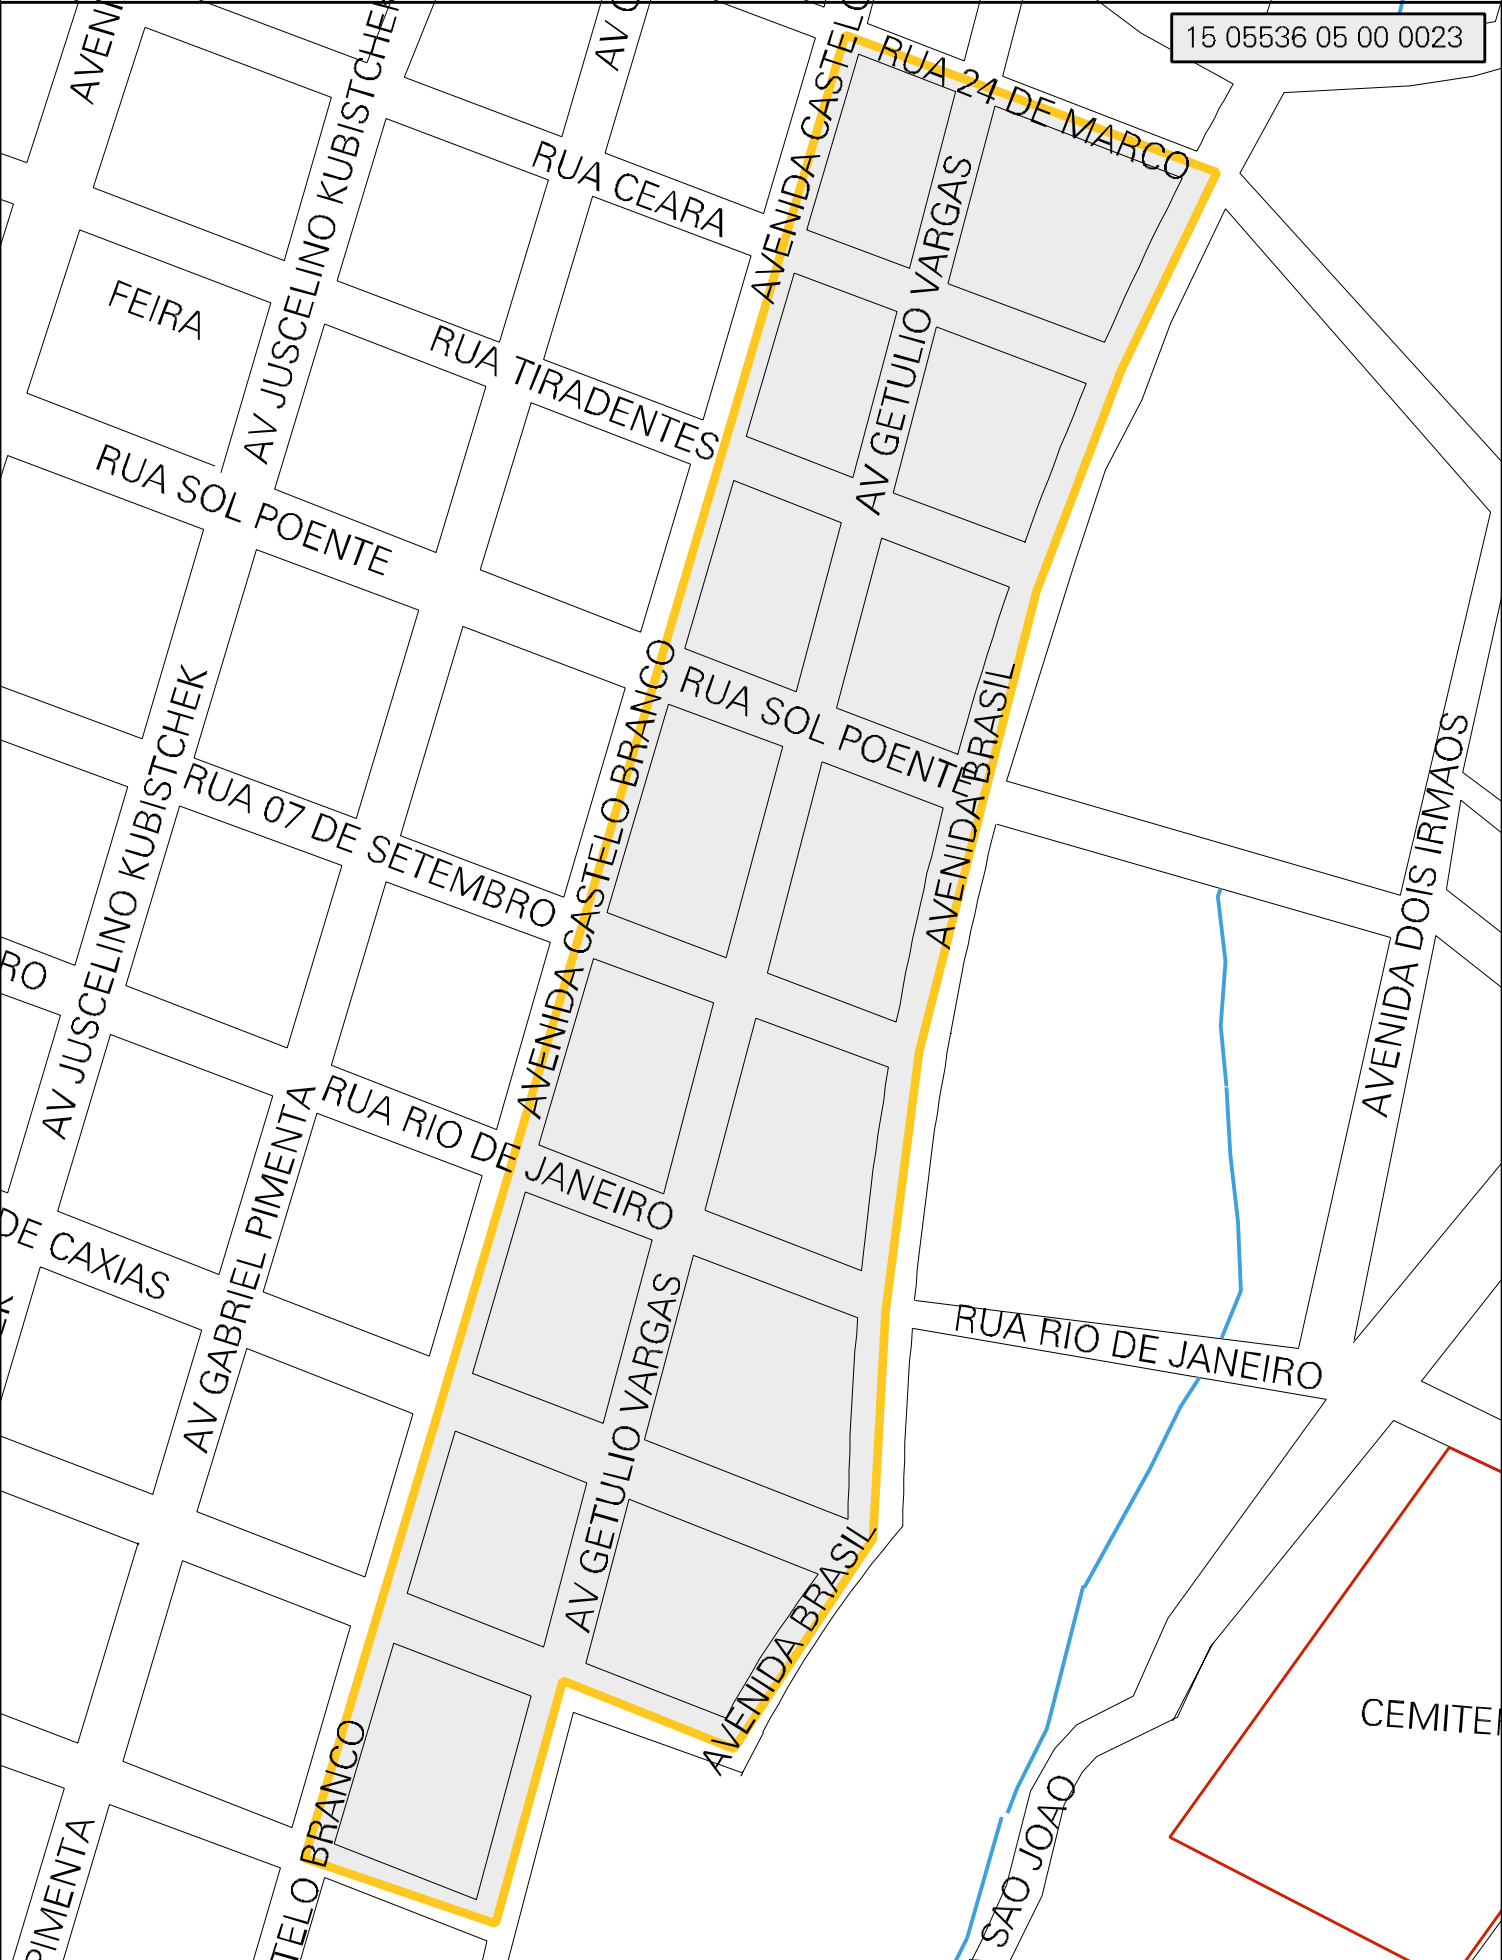 15 05536 05 00 0023
RUA 24 DE MARCO
AVENIDA
RUA CEARA
AV JUSCELINO KUBISTCHEK
AV GETULIO VARGAS
FEIRA
RUA TIRADENTES
RUA SOL POENTE
AVENIDA CASTELO BRANCO
RUA SOL POENTE
AVENIDA BRASIL
AVENIDA DOIS IRMAOS
AV JUSCELINO KUBISTCHEK
RUA 07 DE SETEMBRO
RO
RUA RIO DE JANEIRO
AV GABRIEL PIMENTA
DE CAXIAS
AV GETULIO VARGAS
RUA RIO DE JANEIRO
AVENIDA BRASIL
CEMITE
BRANCO
TELO
PIMENTA
SAO JOAO